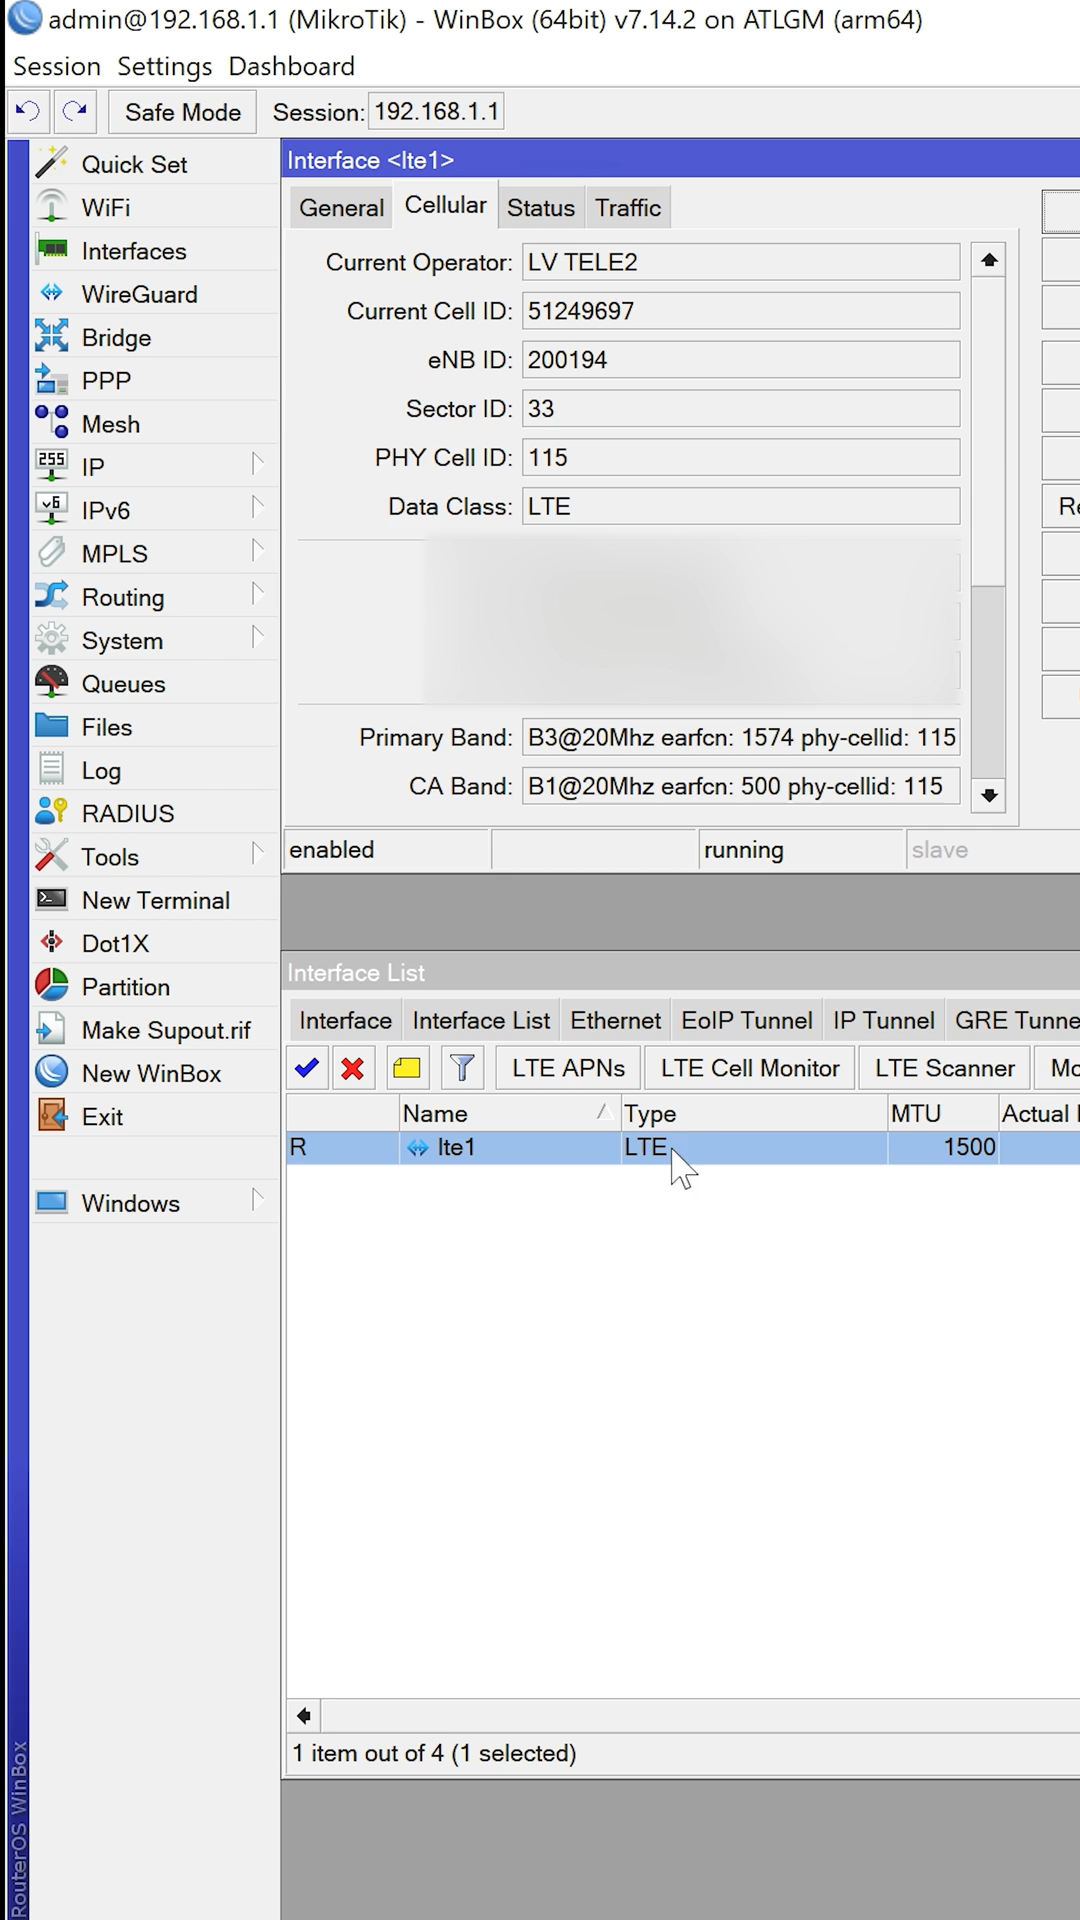 admin@192.168.1.1 (MikroTik) - WinBox (64bit) v7.14.2 on ATLGM (arm64)
Session Settings Dashboard
Safe Mode Session: 192.168.1.1
Quick Set
WiFi
Interfaces
WireGuard
Bridge
PPP
Mesh
255 IP
v6 IPv6
MPLS
Routing
System
Queues
Files
Log
RADIUS
Tools
New Terminal
Dot1X
Partition
Make Supout.rif
New WinBox
Exit
Windows
RouterOS WinBox
Interface <lte1>
General Cellular Status Traffic
Current Operator: LV TELE2
Current Cell ID: 51249697
eNB ID: 200194
Sector ID: 33
PHY Cell ID: 115
Data Class: LTE
Re
Primary Band: B3@20Mhz earfcn: 1574 phy-cellid: 115
CA Band: B1@20Mhz earfcn: 500 phy-cellid: 115
enabled running slave
Interface List
Interface Interface List Ethernet EoIP Tunnel IP Tunnel GRE Tunne
LTE APNs LTE Cell Monitor LTE Scanner Mo
Name Type MTU Actual
R lte1 LTE 1500
1 item out of 4 (1 selected)